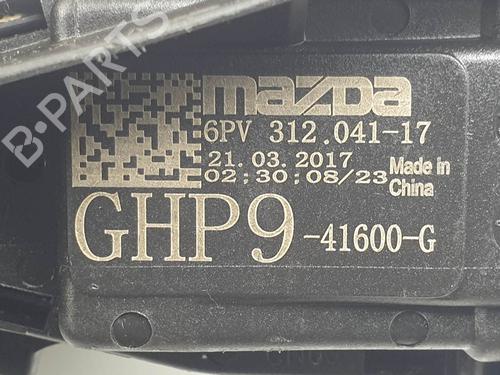 mazda
6PV 312.041-17
21.03.2017
02;30;08/23
Made in
China
GHP9-41600-G
B-PARTS